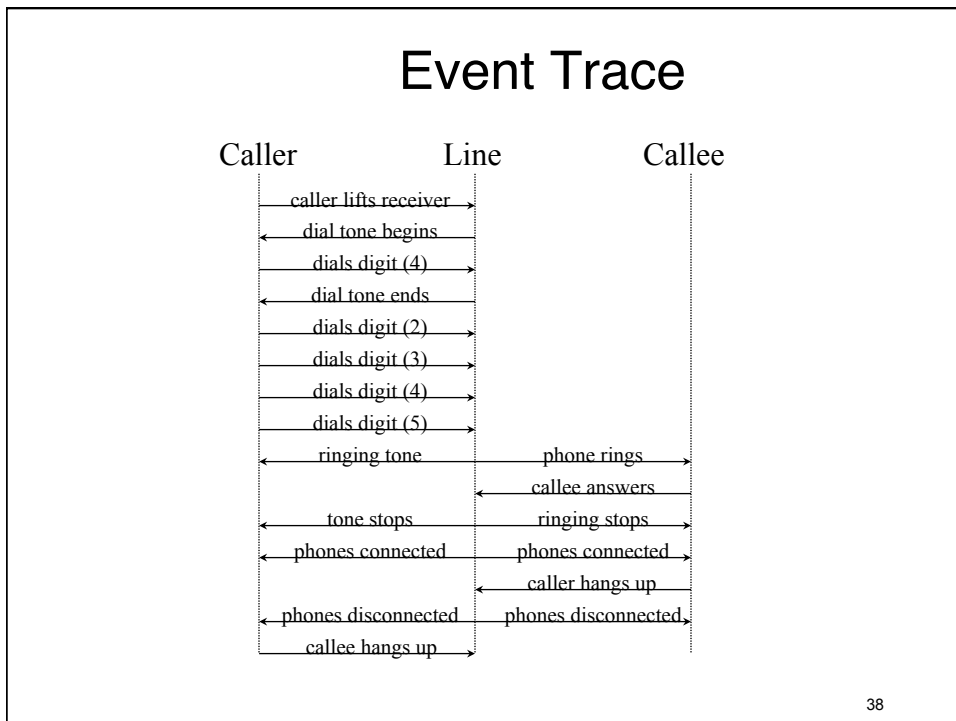 Event Trace
Caller Line Callee
caller lifts receiver
dial tone begins
dials digit (4)
dial tone ends
dials digit (2)
dials digit (3)
dials digit (4)
dials digit (5)
ringing tone phone rings
callee answers
tone stops ringing stops
phones connected phones connected
caller hangs up
phones disconnected phones disconnected
callee hangs up
38